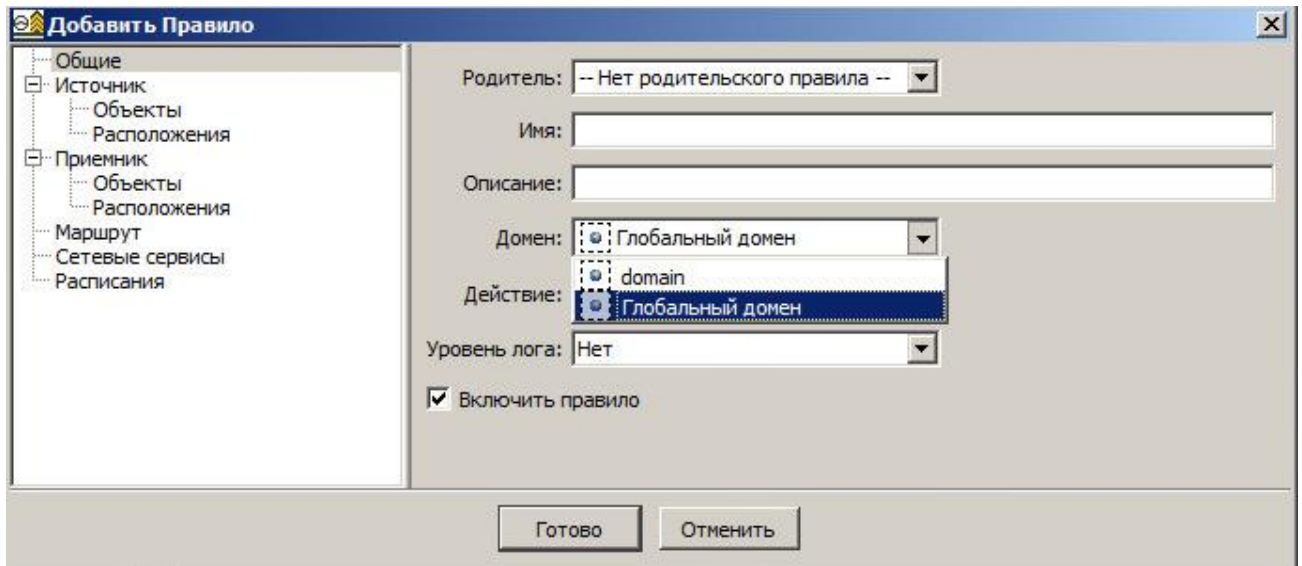 Добавить Правило
Общие
Источник
Объекты
Расположения
Приемник
Объекты
Расположения
Маршрут
Сетевые сервисы
Расписания
Родитель: -- Нет родительского правила --
Имя:
Описание:
Домен: Глобальный домен
domain
Глобальный домен
Действие:
Уровень лога: Нет
Включить правило
Готово Отменить